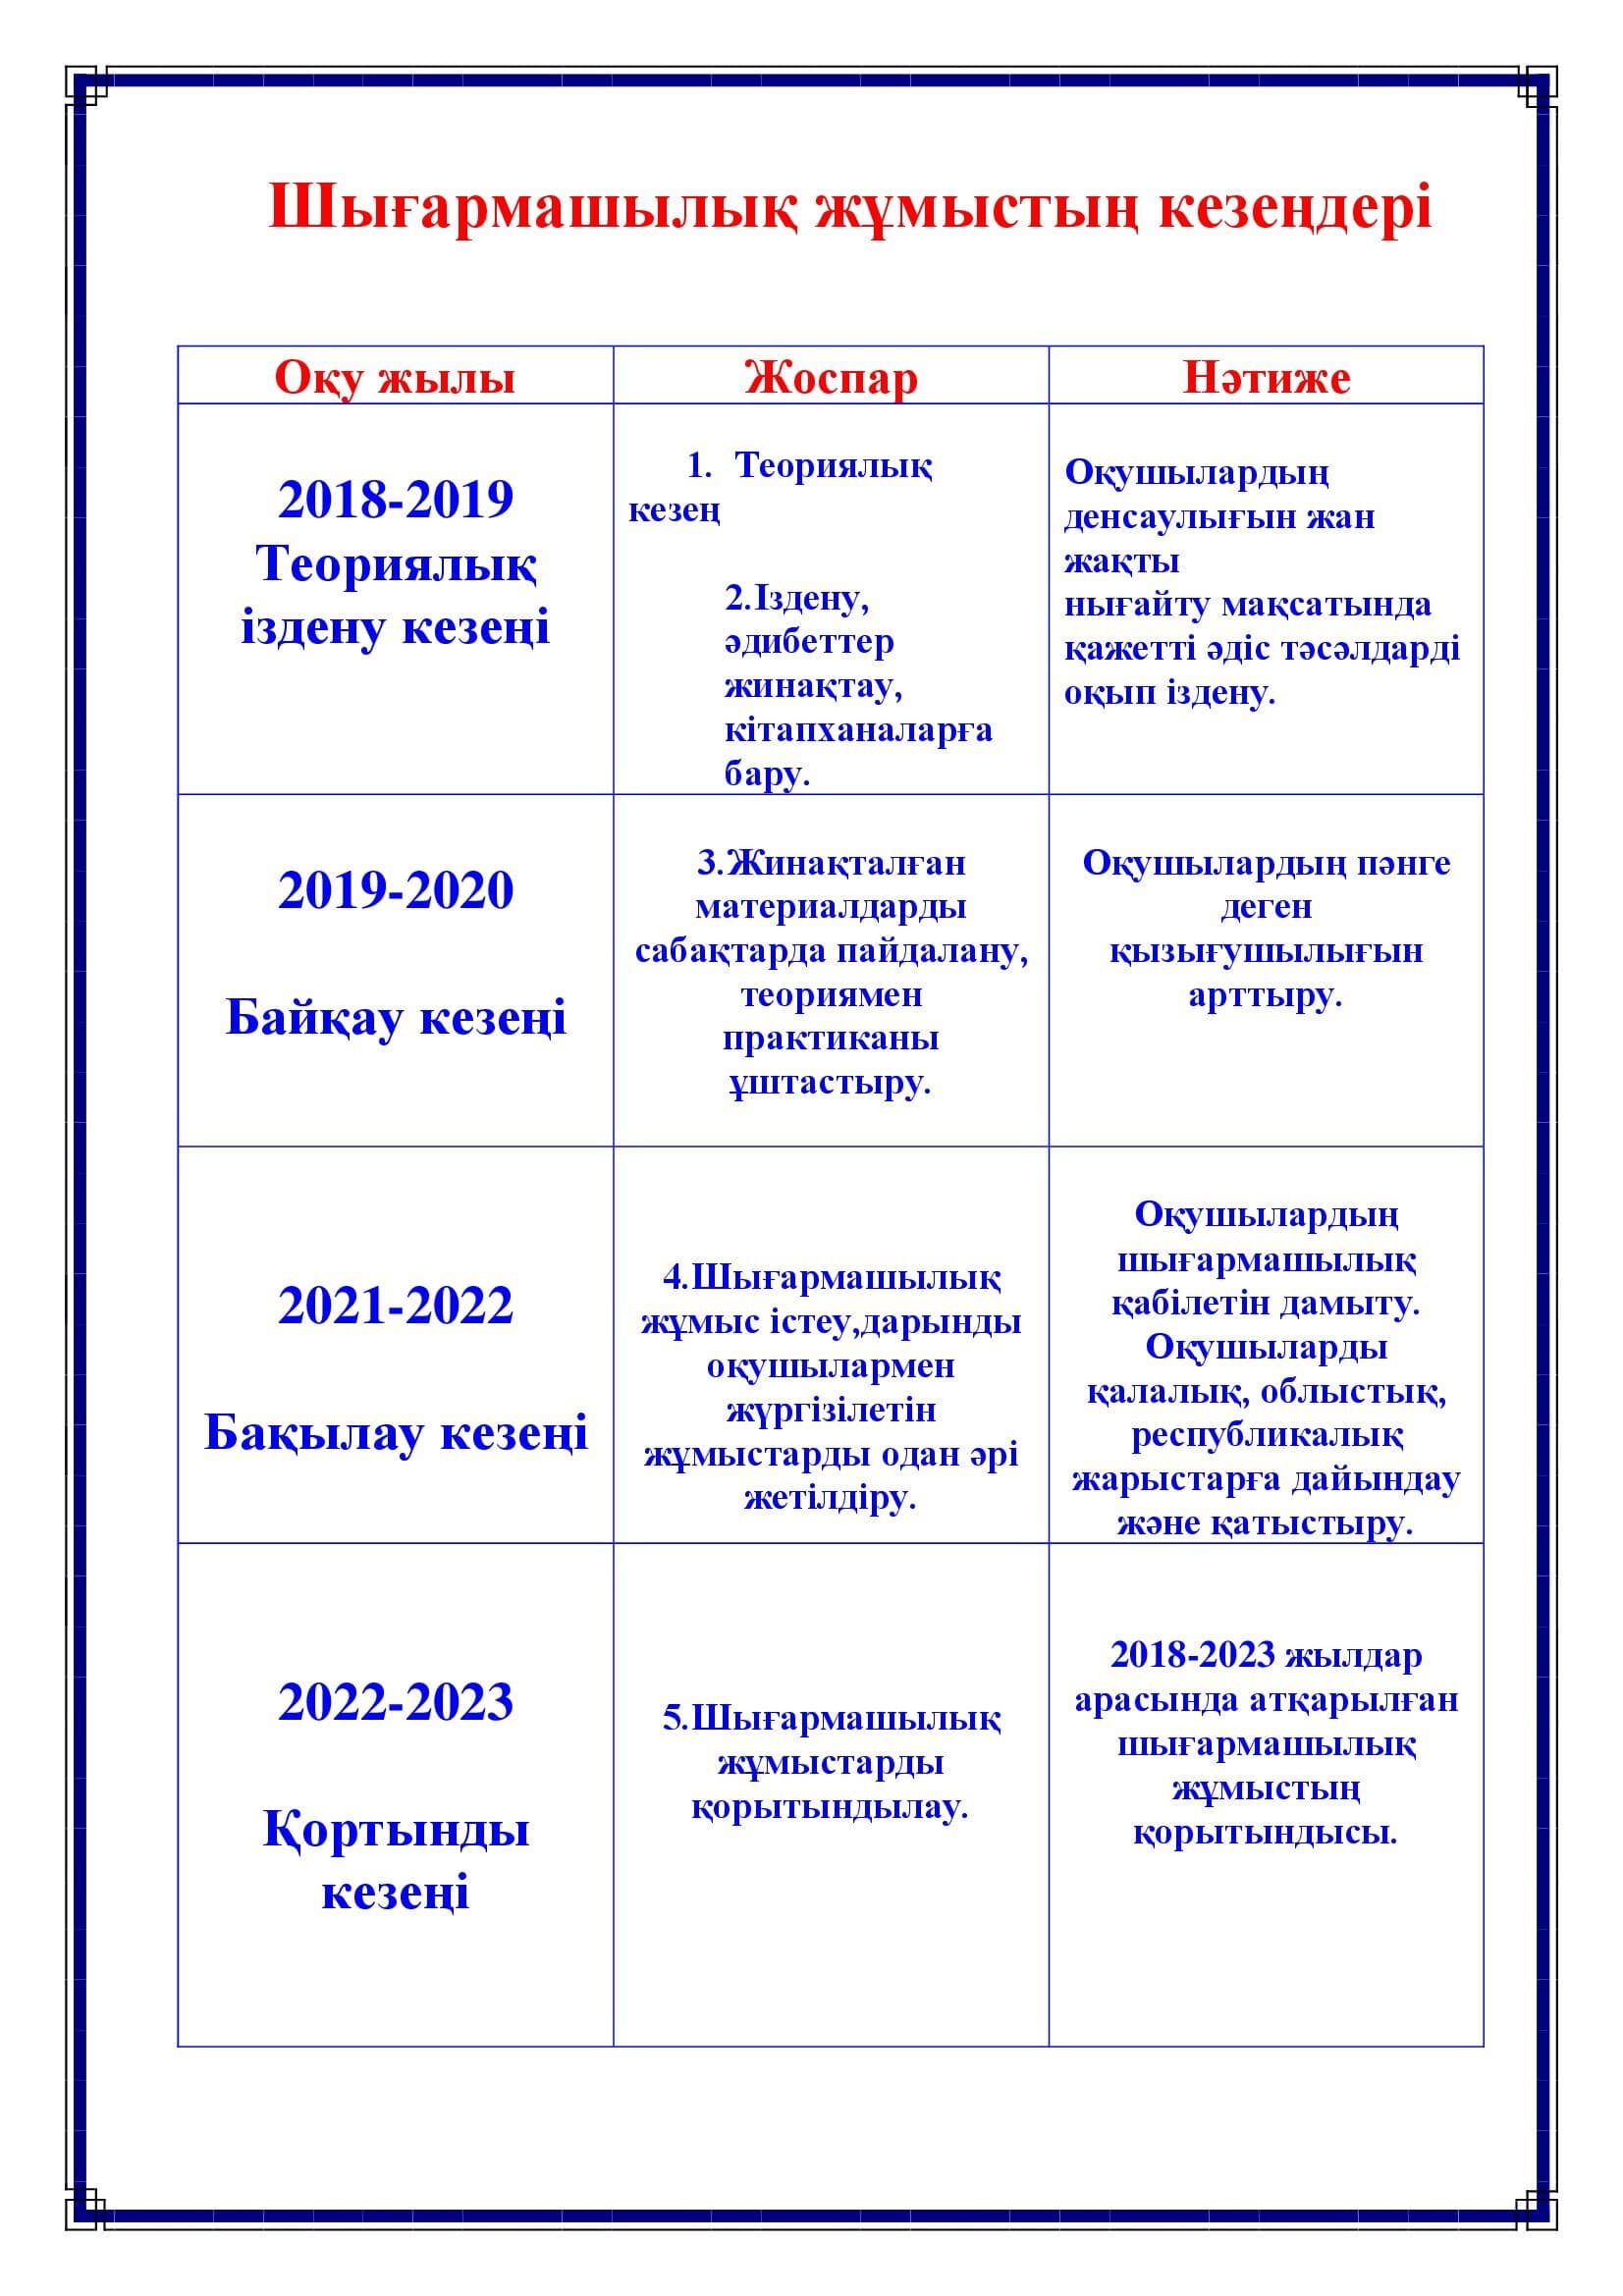 Шығармашылық жұмыстың кезеңдері
Оқу жылы
Жоспар
Нәтиже
2018-2019
Теориялық
іздену кезеңі
1. Теориялық
кезең
2.Іздену,
әдибеттер
жинақтау,
кітапханаларға
бару.
Оқушылардың
денсаулығын жан
жақты
нығайту мақсатында
қажетті әдіс тәсәлдарді
оқып іздену.
2019-2020
Байқау кезеңі
3.Жинақталған
материалдарды
сабақтарда пайдалану,
теориямен
практиканы
ұштастыру.
Оқушылардың пәнге
деген
қызығушылығын
арттыру.
2021-2022
Бақылау кезеңі
4.Шығармашылық
жұмыс істеу,дарынды
оқушылармен
жүргізілетін
жұмыстарды одан әрі
жетілдіру.
Оқушылардың
шығармашылық
қабілетін дамыту.
Оқушыларды
қалалық, облыстық,
республикалық
жарыстарға дайындау
және қатыстыру.
2022-2023
Қортынды
кезеңі
5.Шығармашылық
жұмыстарды
қорытындылау.
2018-2023 жылдар
арасында атқарылған
шығармашылық
жұмыстың
қорытындысы.